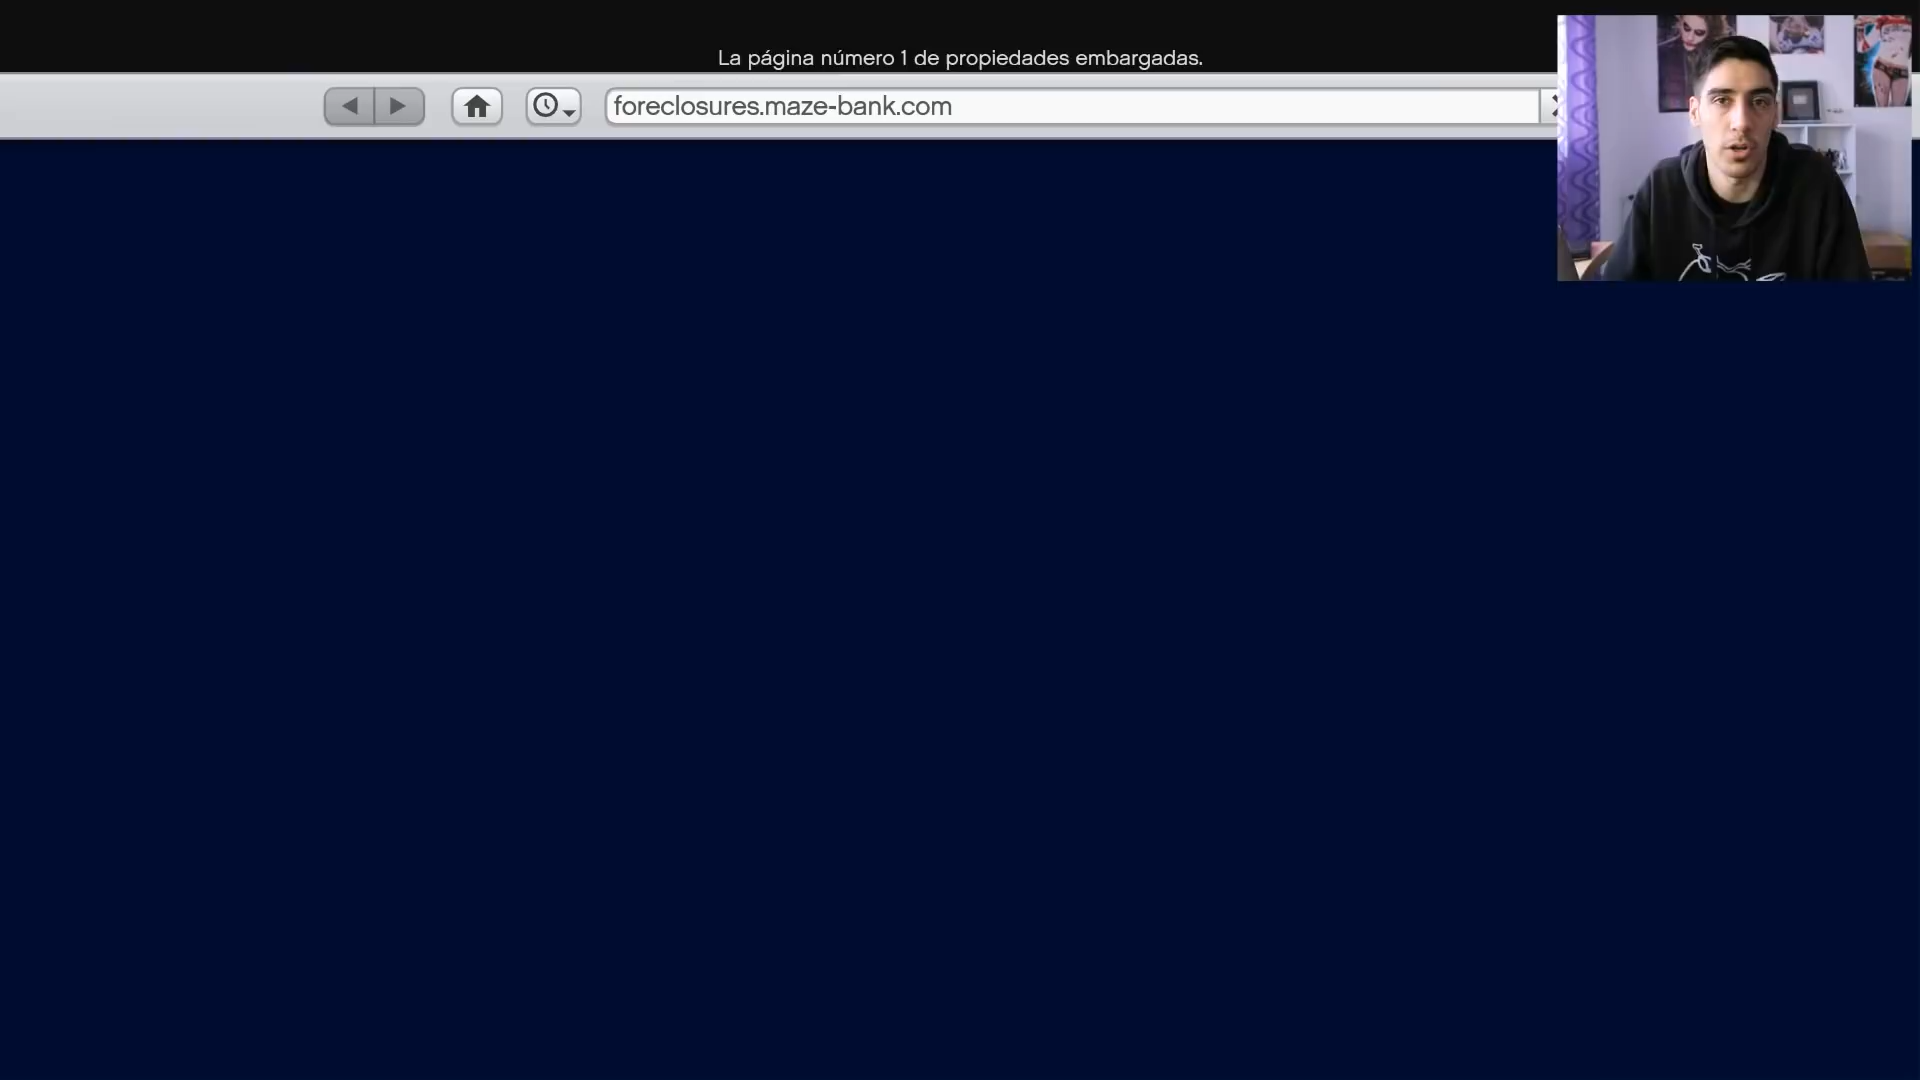 La página número 1 de propiedades embargadas.
foreclosures.maze-bank.com